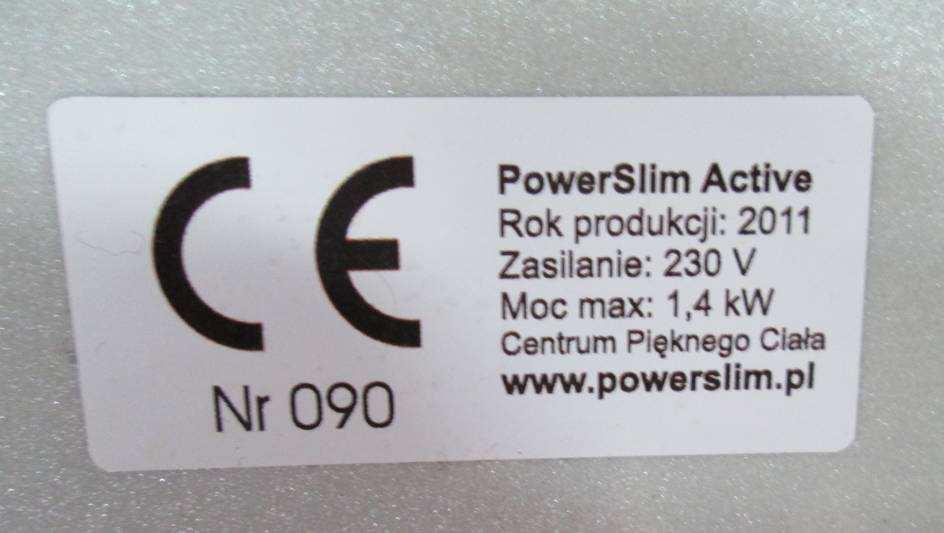 CE
Nr 090
PowerSlim Active
Rok produkcji: 2011
Zasilanie: 230 V
Moc max: 1,4 kW
Centrum Pięknego Ciała
www.powerslim.pl